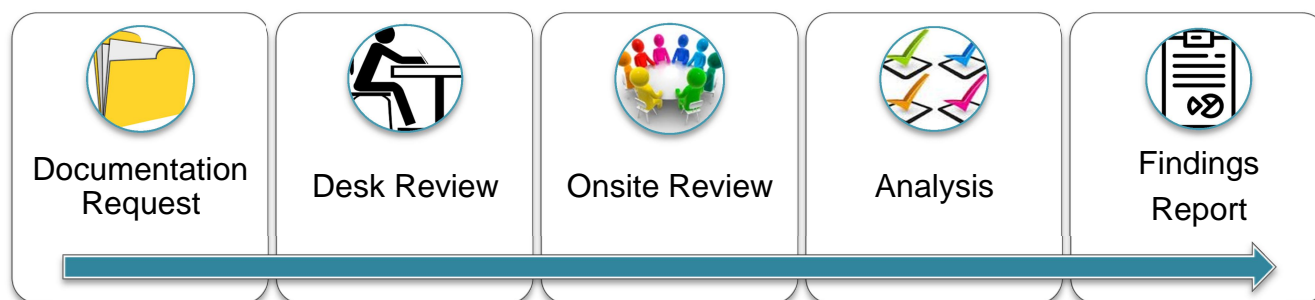 Documentation
Request
Desk Review
Onsite Review
Analysis
Findings
Report